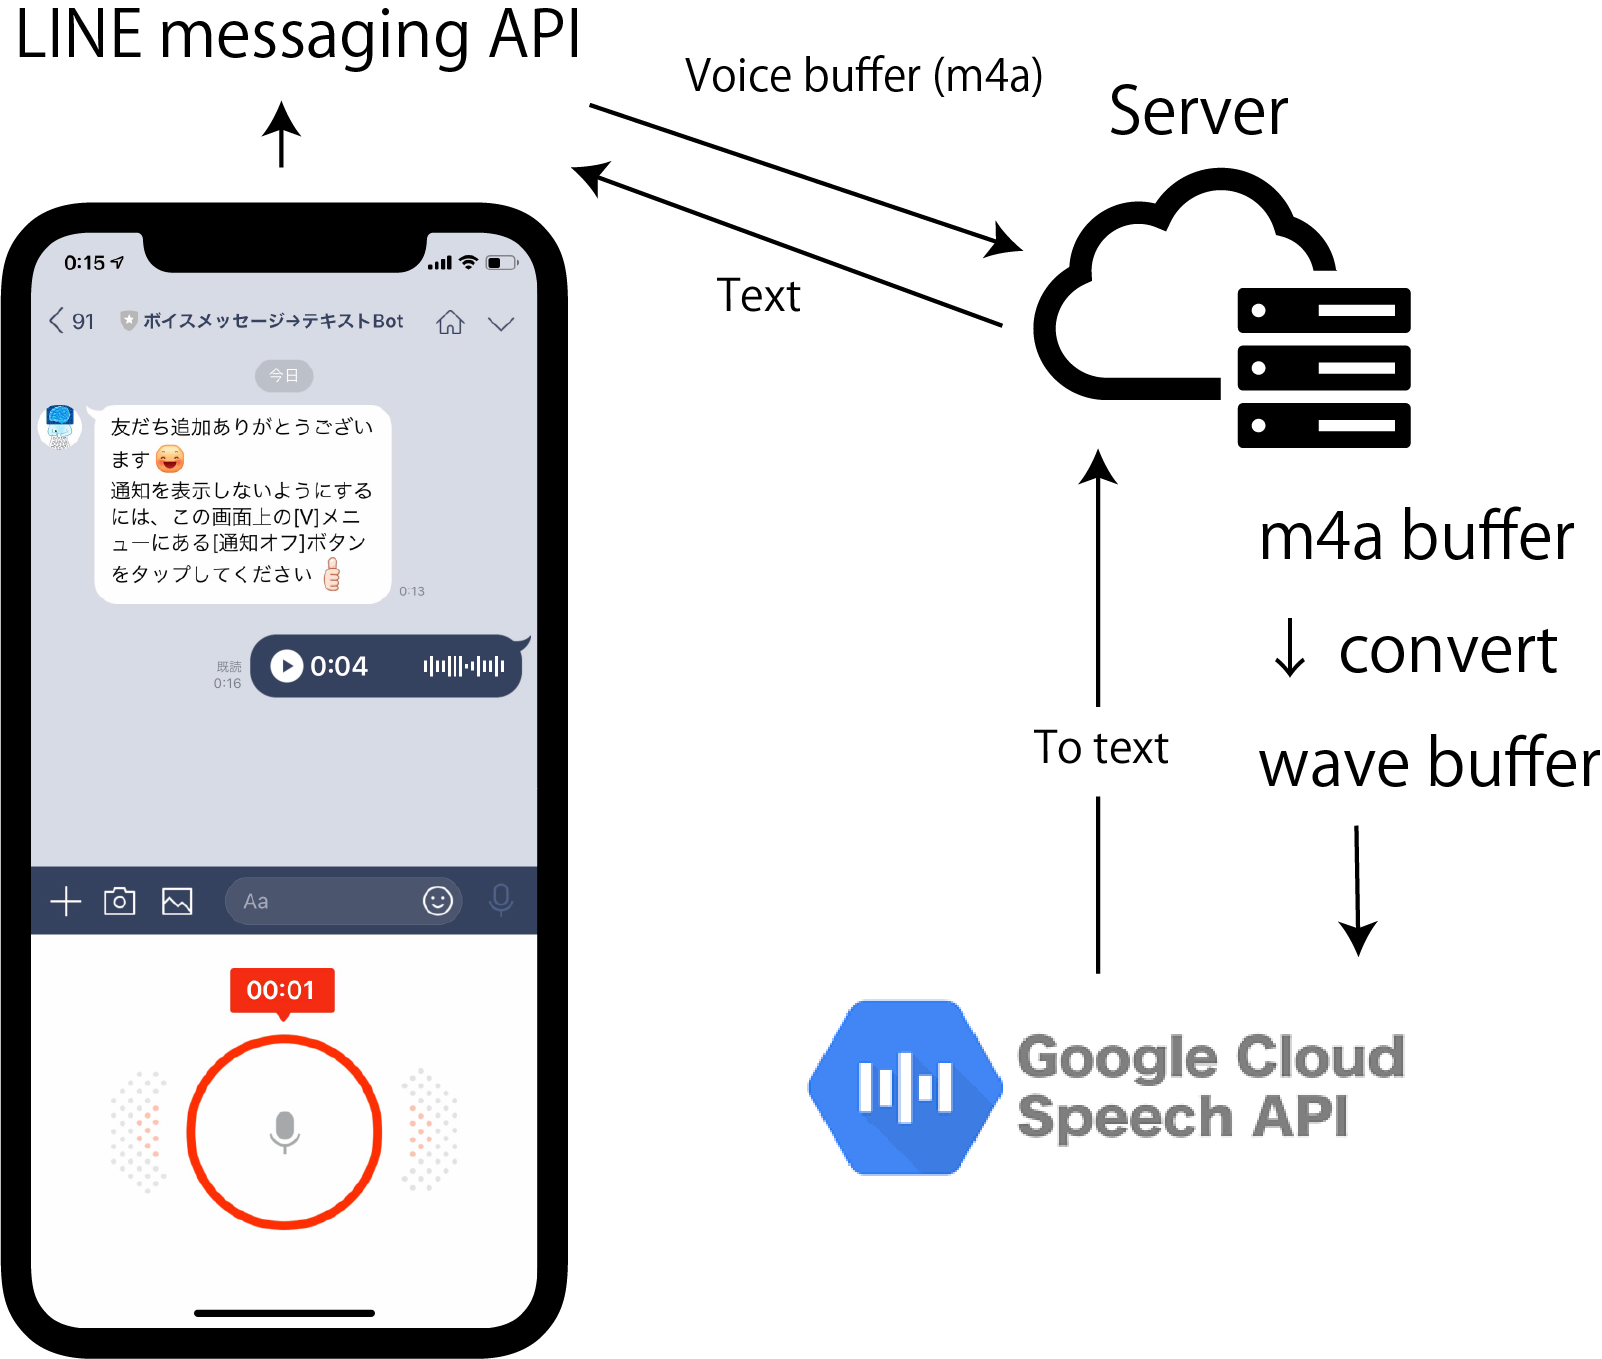 LINE messaging API
Voice buffer (m4a)
Server
Text
0:15
91
ボイスメッセージ→テキストBot
今日
友だち追加ありがとうござい
ます
通知を表示しないようにする
には、この画面上の[V]メニ
ューにある[通知オフ]ボタン
をタップしてください
0:13
0:04
既読
0:16
Aa
00:01
m4a buffer
↓ convert
wave buffer
To text
Google Cloud
Speech API